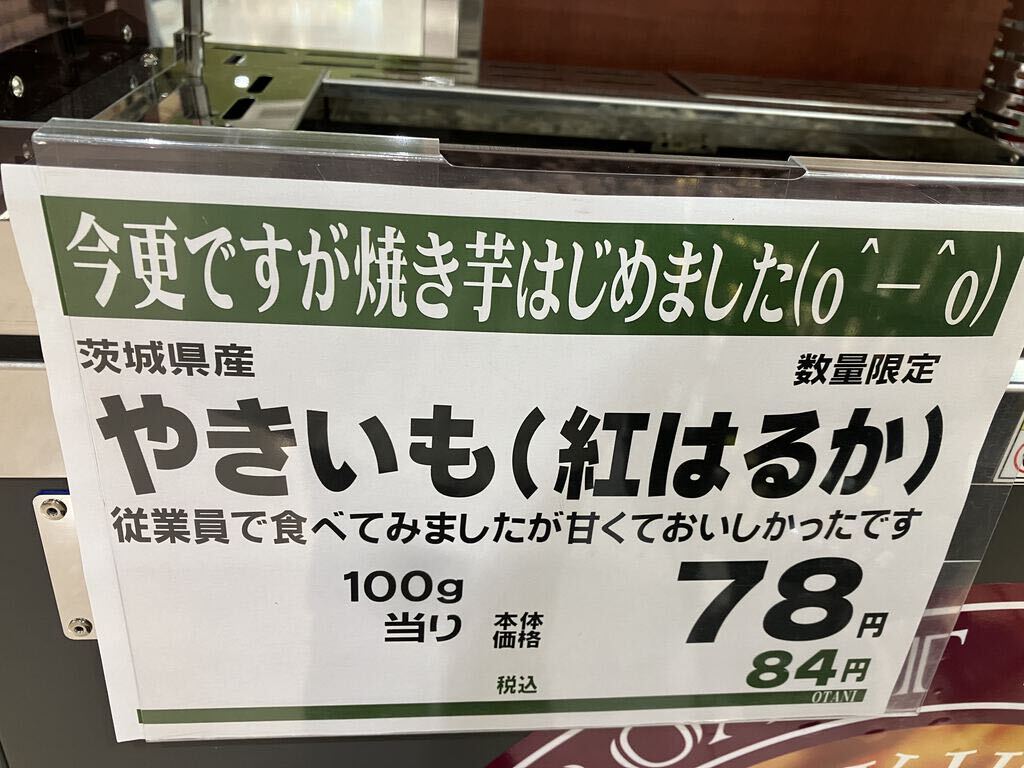 今更ですが焼き芋はじめました(o＾－＾o)
茨城県産
数量限定
やきいも(紅はるか)
従業員で食べてみましたが甘くておいしかったです
100g
当り
本体
価格
78円
税込
84円
OTANI